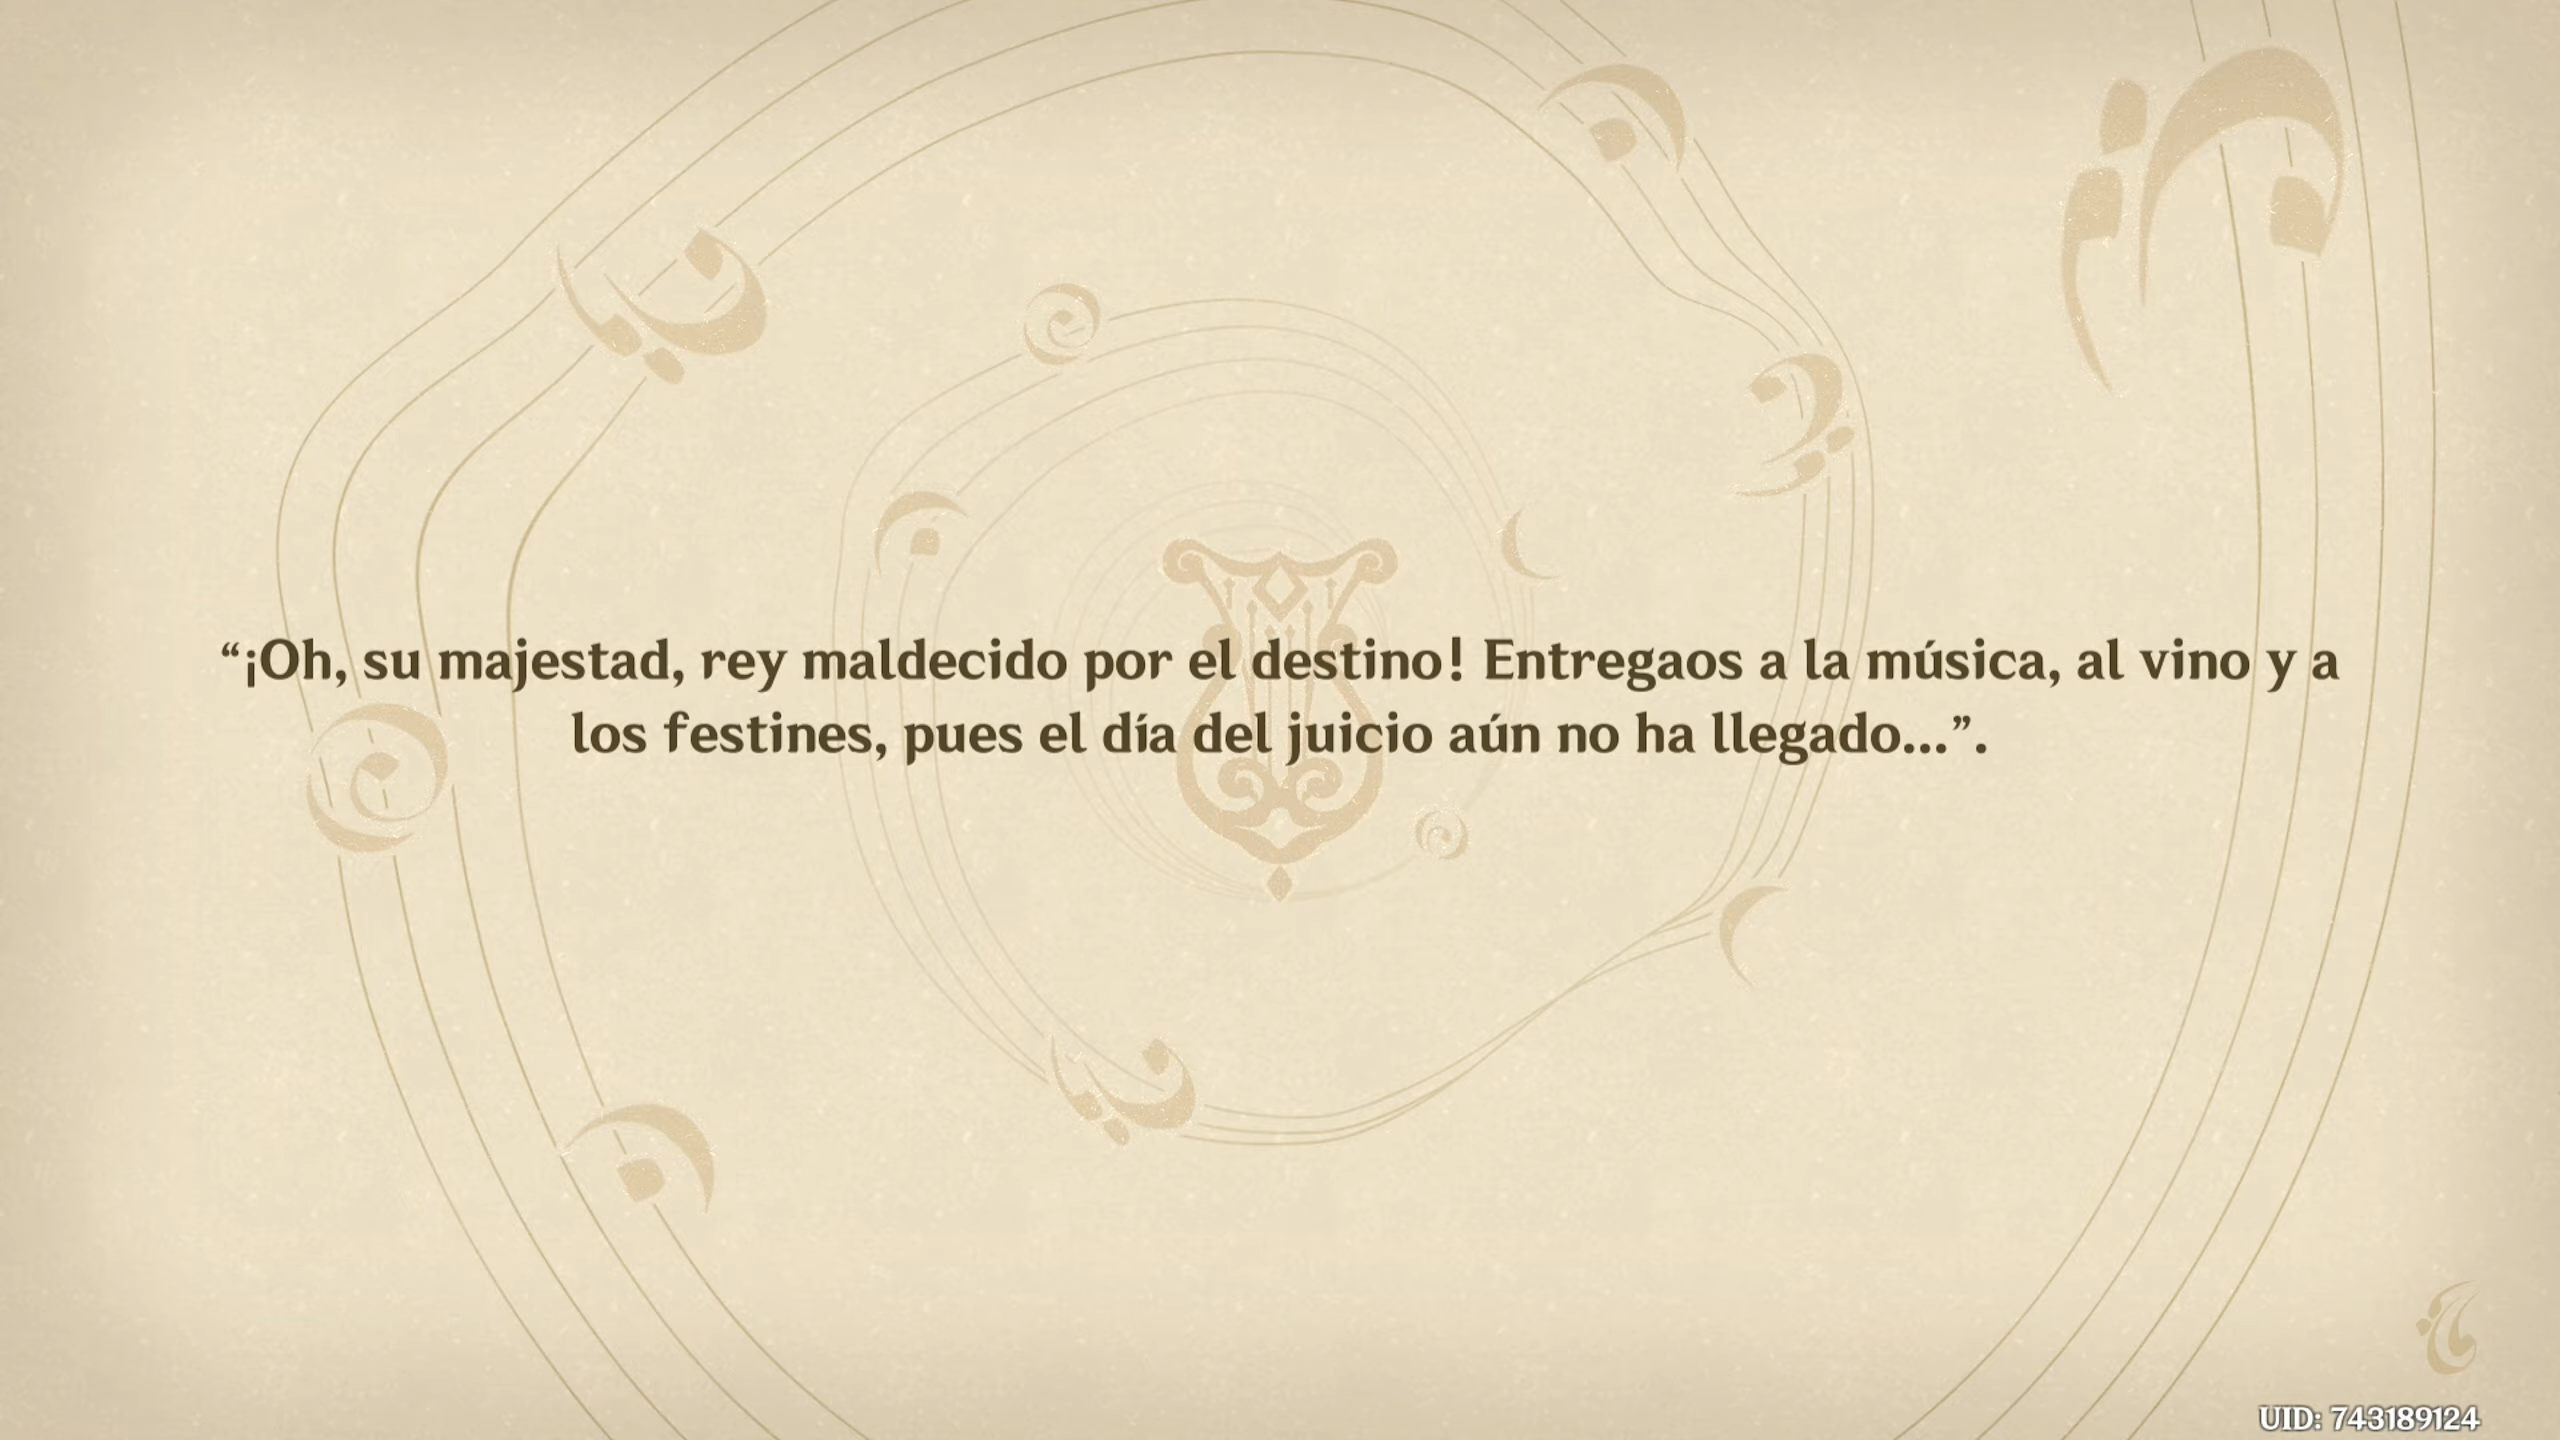 “¡Oh, su majestad, rey maldecido por el destino! Entregaos a la música, al vino y a
los festines, pues el día del juicio aún no ha llegado...”.
UID: 743189124